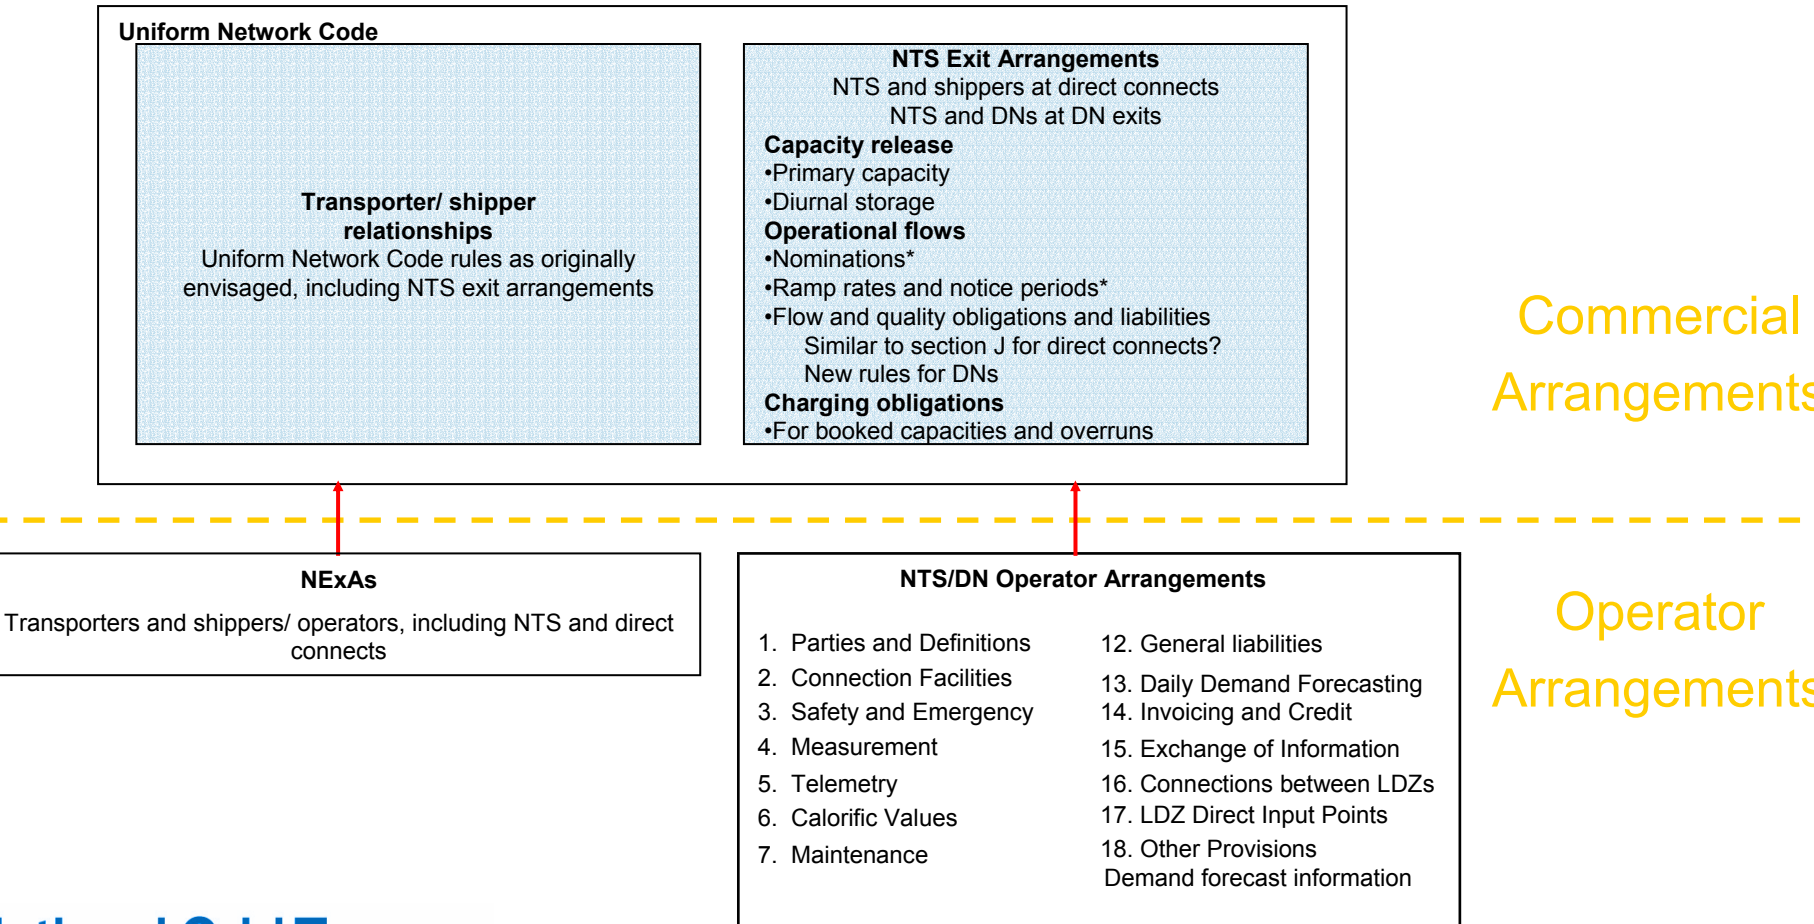 Uniform Network Code
Transporter/ shipper
relationships
Uniform Network Code rules as originally
envisaged, including NTS exit arrangements
NTS Exit Arrangements
NTS and shippers at direct connects
NTS and DNs at DN exits
Capacity release
•Primary capacity
•Diurnal storage
Operational flows
•Nominations*
•Ramp rates and notice periods*
•Flow and quality obligations and liabilities
Similar to section J for direct connects?
New rules for DNs
Charging obligations
•For booked capacities and overruns
Commercial
Arrangements
NExAs
Transporters and shippers/ operators, including NTS and direct
connects
NTS/DN Operator Arrangements
1. Parties and Definitions
2. Connection Facilities
3. Safety and Emergency
4. Measurement
5. Telemetry
6. Calorific Values
7. Maintenance
12. General liabilities
13. Daily Demand Forecasting
14. Invoicing and Credit
15. Exchange of Information
16. Connections between LDZs
17. LDZ Direct Input Points
18. Other Provisions
Demand forecast information
Operator
Arrangements